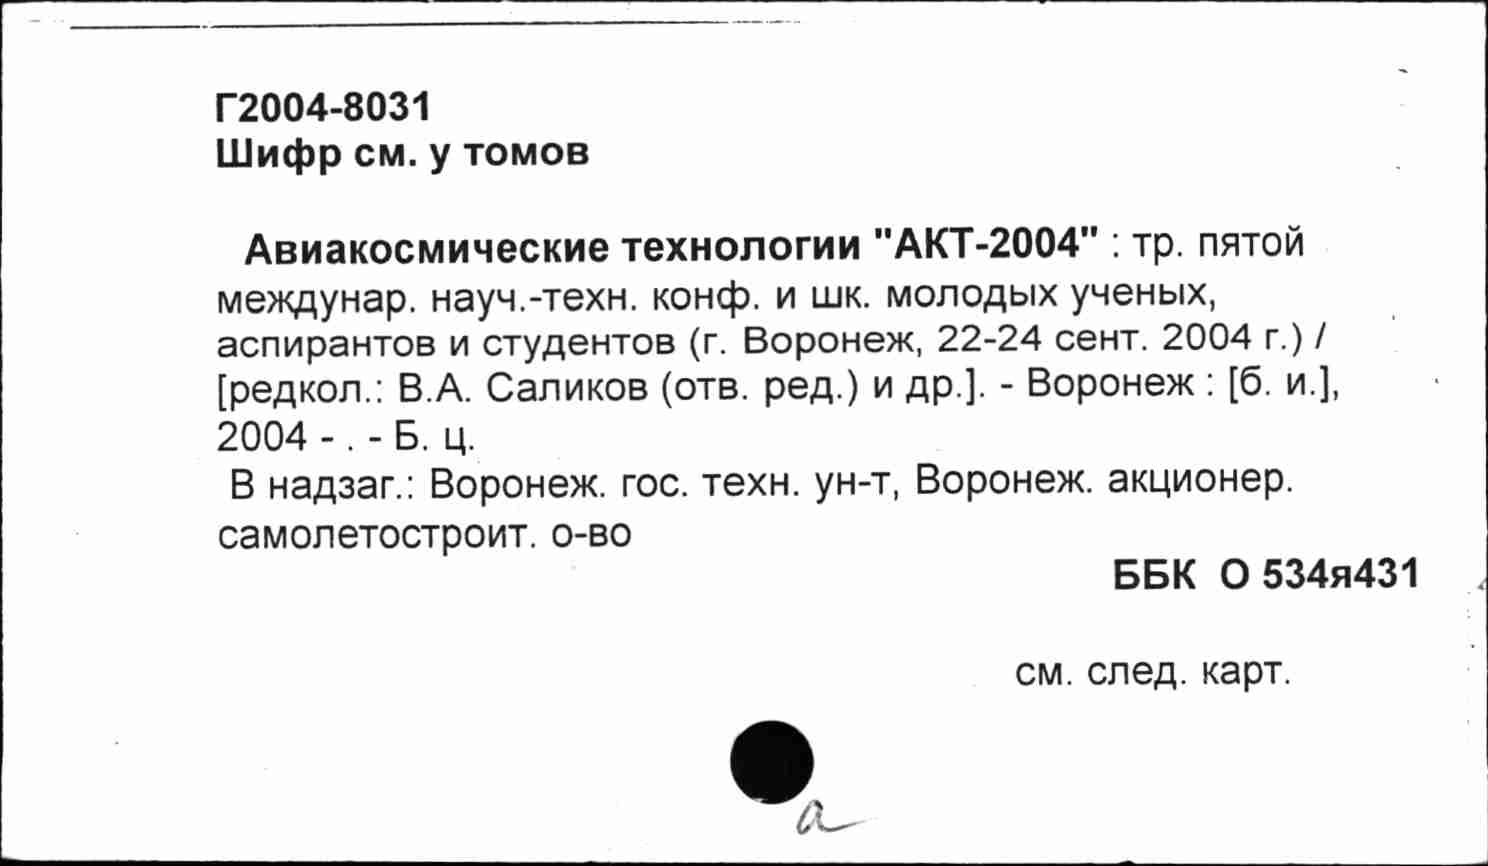 Г2004-8031
Шифр см. у томов
Авиакосмические технологии "АКТ-2004" : тр. пятой
междунар. науч.-техн. конф. и шк. молодых ученых,
аспирантов и студентов (г. Воронеж, 22-24 сент. 2004 г.) /
[редкол.: В.А. Саликов (отв. ред.) и др.]. - Воронеж : [б. и.],
2004 - . - Б. ц.
В надзаг.: Воронеж. гос. техн. ун-т, Воронеж. акционер.
самолетостроит. о-во
ББК О 534я431
см. след. карт.
а